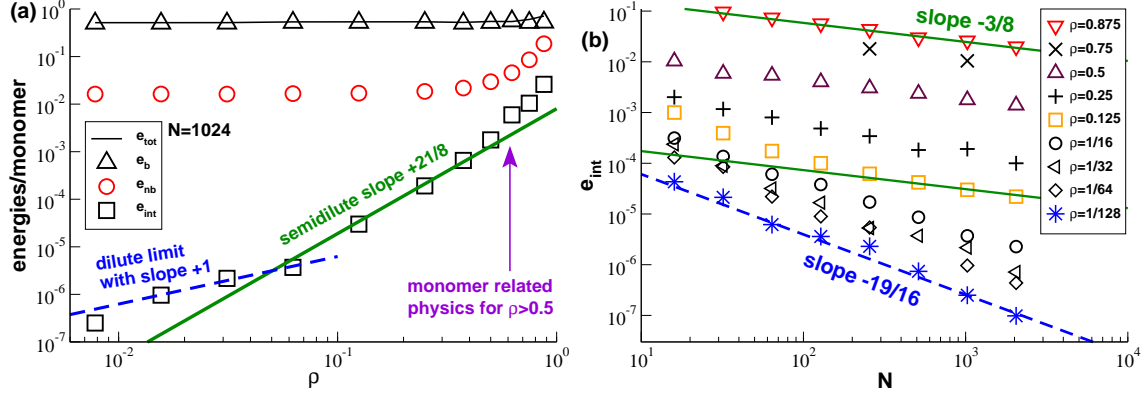 (a)
energies/monomer
10^0
10^-1
10^-2
10^-3
10^-4
10^-5
10^-6
10^-7
N=1024
e_tot
e_b
e_nb
e_int
semidilute slope +21/8
dilute limit
with slope +1
monomer related
physics for ρ>0.5
10^-2
10^-1
10^0
ρ
(b)
e_int
10^-1
10^-2
10^-3
10^-4
10^-5
10^-6
10^-7
slope -3/8
slope -19/16
10^1
10^2
10^3
10^4
N
ρ=0.875
ρ=0.75
ρ=0.5
ρ=0.25
ρ=0.125
ρ=1/16
ρ=1/32
ρ=1/64
ρ=1/128